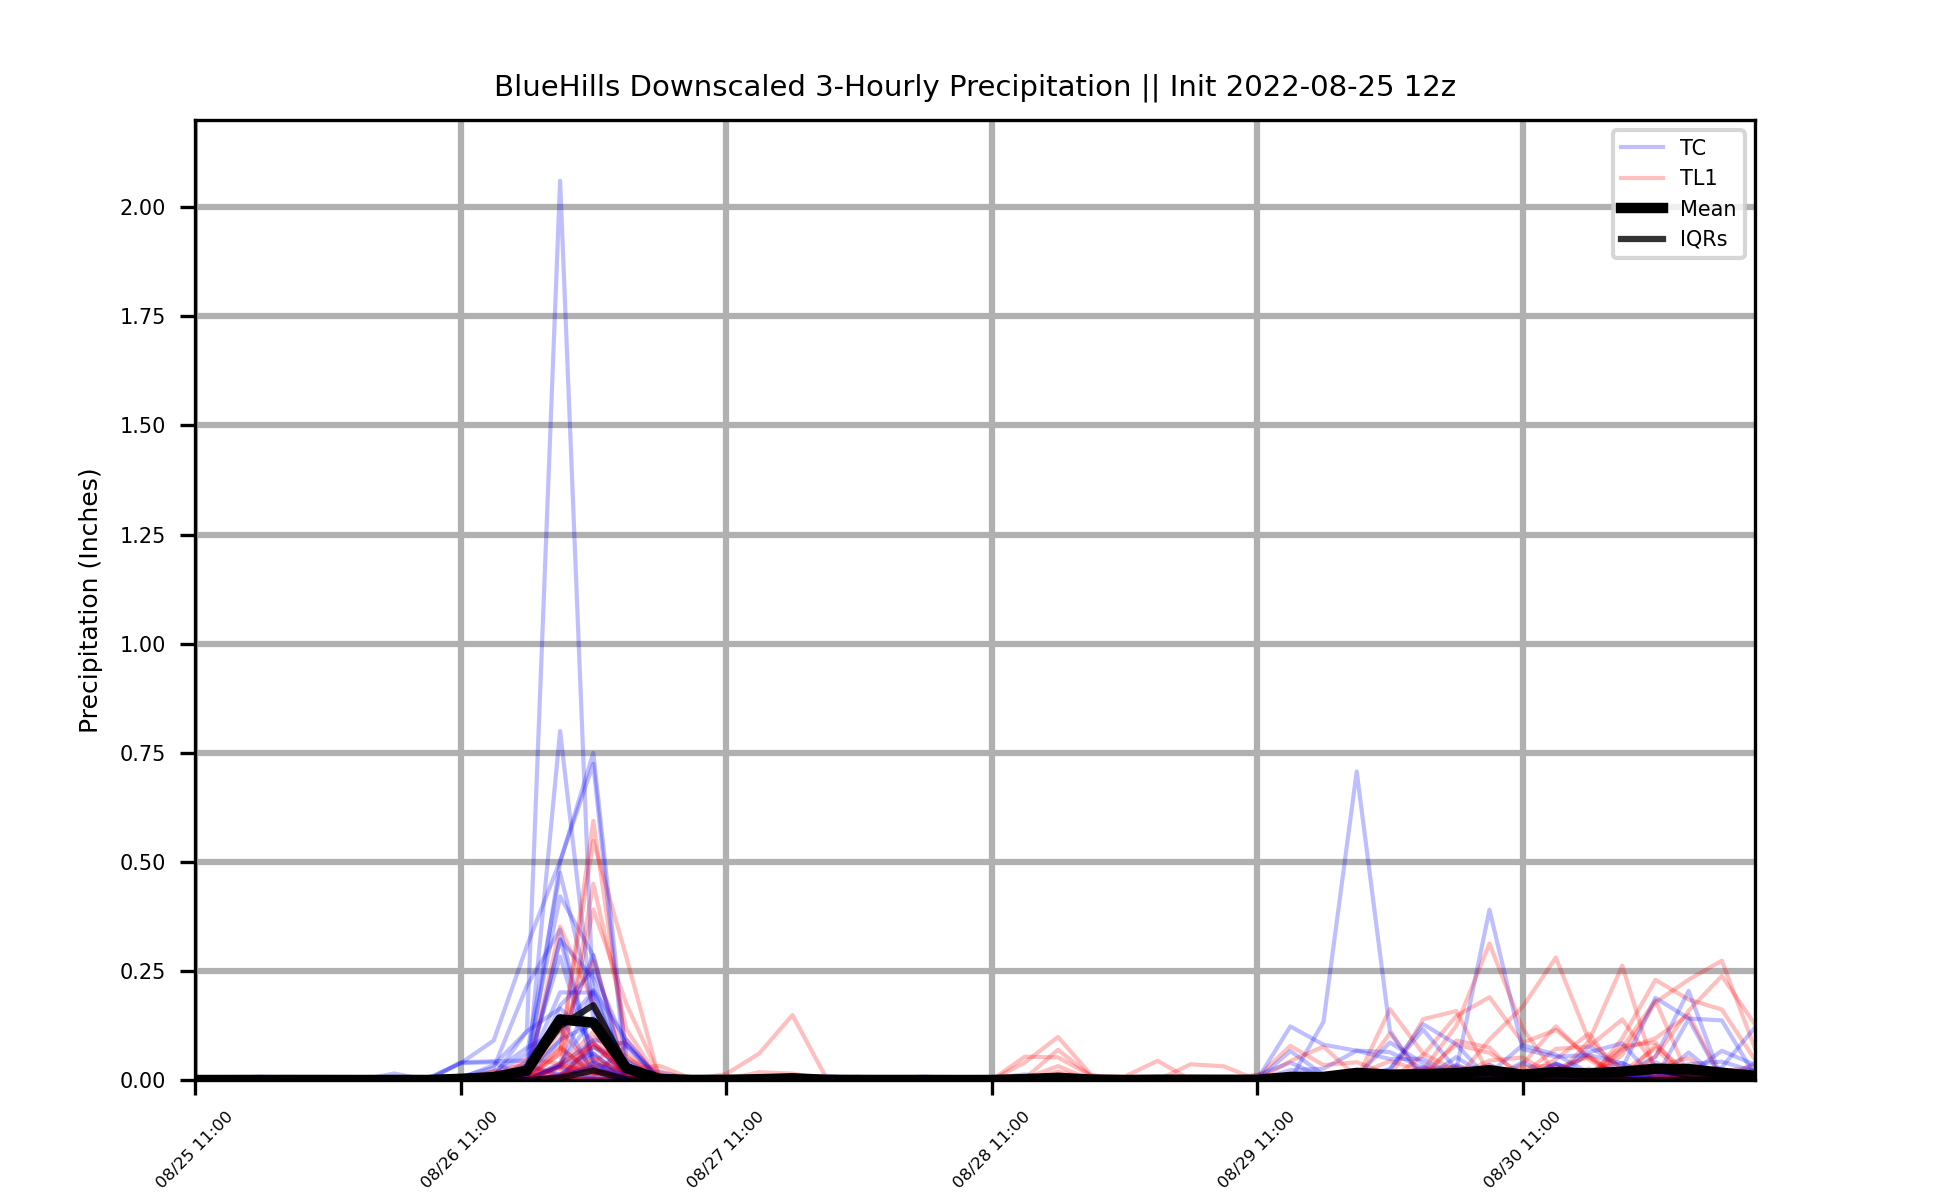 BlueHills Downscaled 3-Hourly Precipitation || Init 2022-08-25 12z
TC
TL1
Mean
IQRs
Precipitation (Inches)
2.00
1.75
1.50
1.25
1.00
0.75
0.50
0.25
0.00
08/25 11:00
08/26 11:00
08/27 11:00
08/28 11:00
08/29 11:00
08/30 11:00